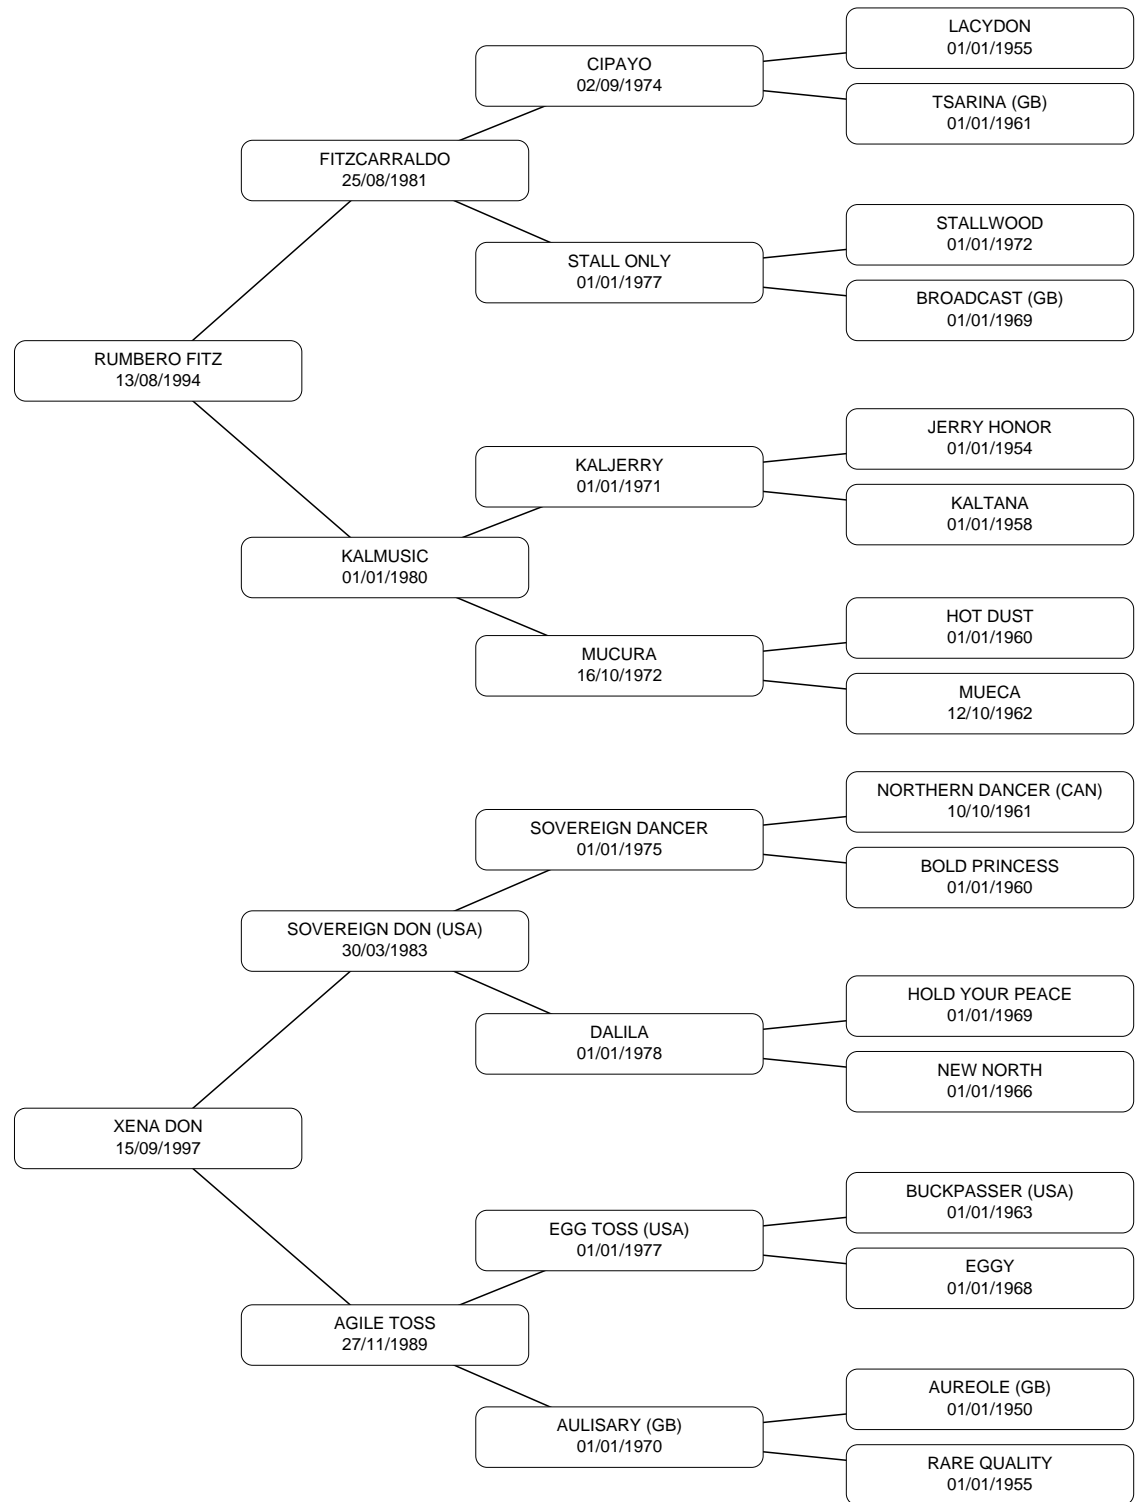 LACYDON
01/01/1955
CIPAYO
02/09/1974
TSARINA (GB)
01/01/1961
FITZCARRALDO
25/08/1981
STALLWOOD
01/01/1972
STALL ONLY
01/01/1977
BROADCAST (GB)
01/01/1969
RUMBERO FITZ
13/08/1994
JERRY HONOR
01/01/1954
KALJERRY
01/01/1971
KALTANA
01/01/1958
KALMUSIC
01/01/1980
HOT DUST
01/01/1960
MUCURA
16/10/1972
MUECA
12/10/1962
NORTHERN DANCER (CAN)
10/10/1961
SOVEREIGN DANCER
01/01/1975
BOLD PRINCESS
01/01/1960
SOVEREIGN DON (USA)
30/03/1983
HOLD YOUR PEACE
01/01/1969
DALILA
01/01/1978
NEW NORTH
01/01/1966
XENA DON
15/09/1997
BUCKPASSER (USA)
01/01/1963
EGG TOSS (USA)
01/01/1977
EGGY
01/01/1968
AGILE TOSS
27/11/1989
AUREOLE (GB)
01/01/1950
AULISARY (GB)
01/01/1970
RARE QUALITY
01/01/1955